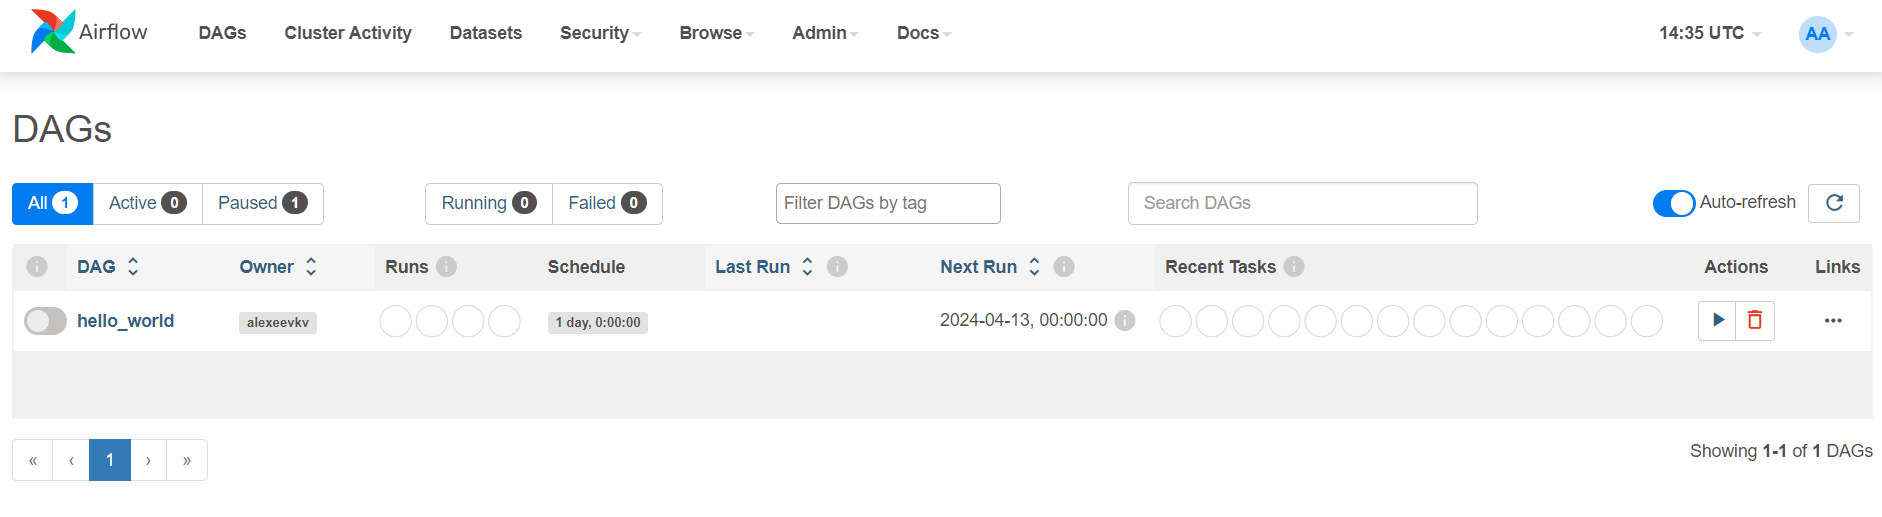 Airflow DAGs Cluster Activity Datasets Security Browse Admin Docs 14:35 UTC AA
DAGs
All 1 Active 0 Paused 1 Running 0 Failed 0 Filter DAGs by tag Search DAGs Auto-refresh
i DAG Owner Runs i Schedule Last Run i Next Run i Recent Tasks i Actions Links
hello_world alexeevkv 1 day, 0:00:00 2024-04-13, 00:00:00 i
« ‹ 1 › » Showing 1-1 of 1 DAGs